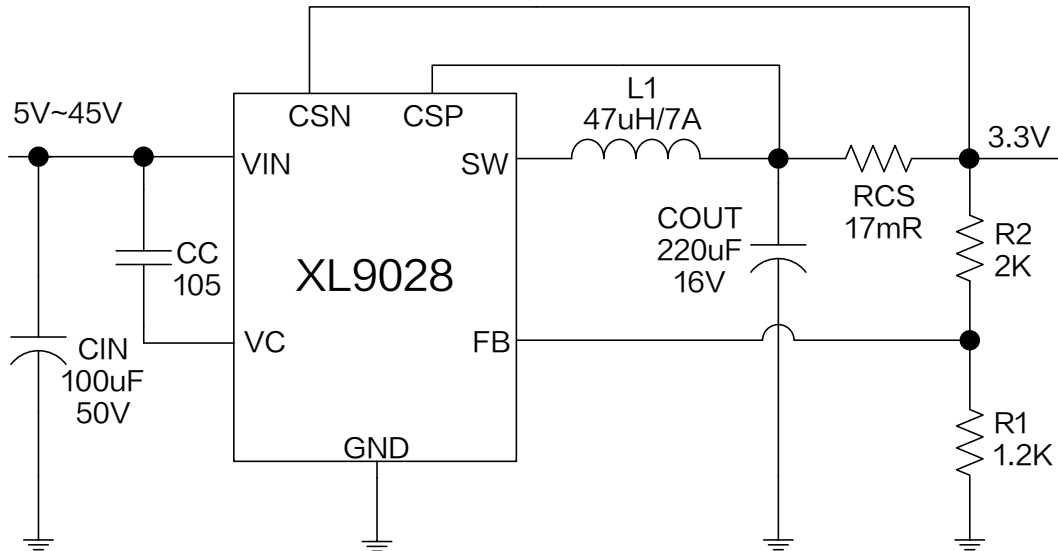 5V~45V
CSN
CSP
L1
47uH/7A
3.3V
VIN
SW
RCS
17mR
CC
105
XL9028
COUT
220uF
16V
R2
2K
VC
FB
CIN
100uF
50V
GND
R1
1.2K